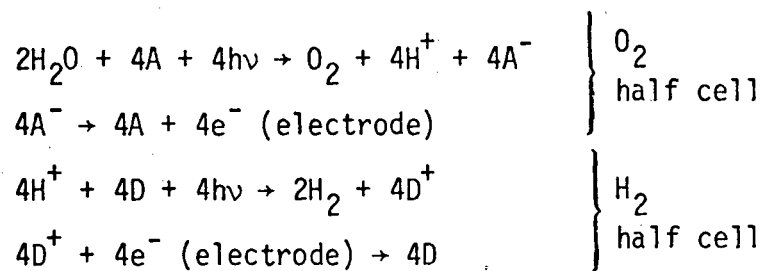 2H₂O + 4A + 4hν → O₂ + 4H⁺ + 4A⁻
O₂
half cell
4A⁻ → 4A + 4e⁻ (electrode)
4H⁺ + 4D + 4hν → 2H₂ + 4D⁺
H₂
half cell
4D⁺ + 4e⁻ (electrode) → 4D